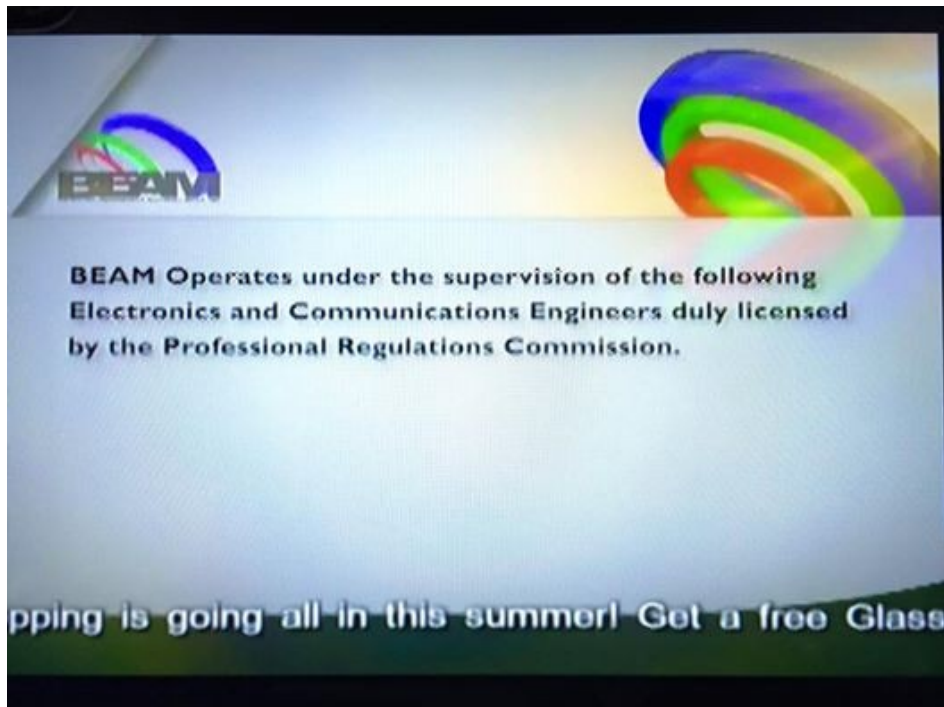 BEAM
BEAM Operates under the supervision of the following
Electronics and Communications Engineers duly licensed
by the Professional Regulations Commission.
pping is going all in this summer! Get a free Glass